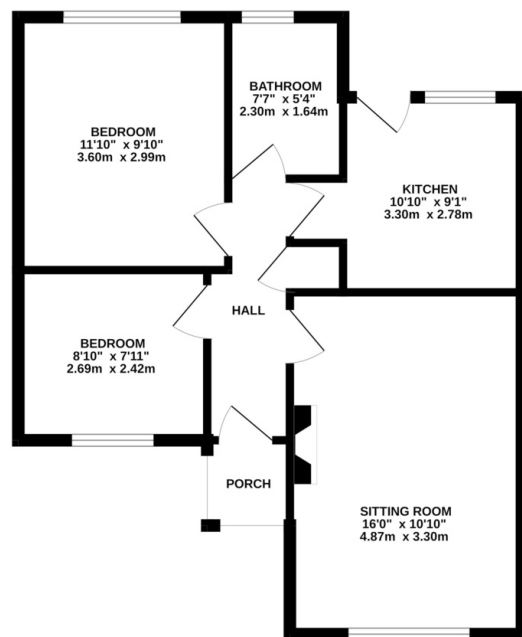 BATHROOM
7'7" x 5'4"
2.30m x 1.64m
BEDROOM
11'10" x 9'10"
3.60m x 2.99m
KITCHEN
10'10" x 9'1"
3.30m x 2.78m
HALL
BEDROOM
8'10" x 7'11"
2.69m x 2.42m
PORCH
SITTING ROOM
16'0" x 10'10"
4.87m x 3.30m